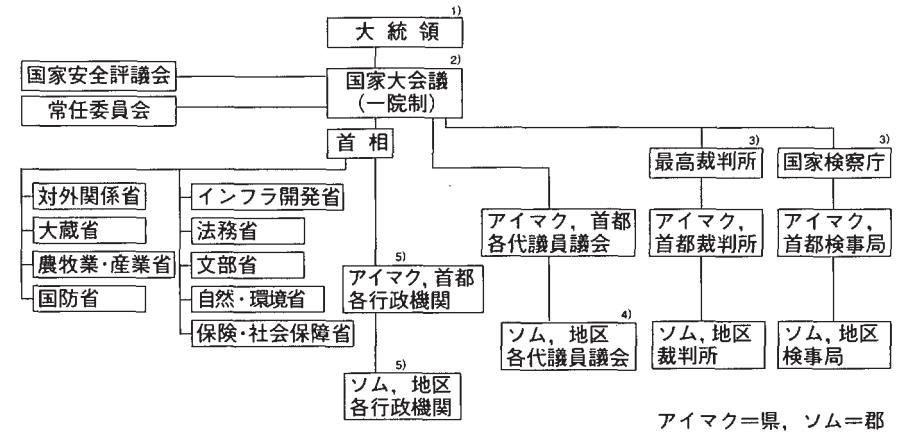 1)
大統領
2)
国家大会議
(一院制)
国家安全評議会
常任委員会
首相
3)
最高裁判所
3)
国家検察庁
対外関係省
大蔵省
農牧業・産業省
国防省
インフラ開発省
法務省
文部省
自然・環境省
保険・社会保障省
5)
アイマク,首都
各行政機関
5)
ソム,地区
各行政機関
アイマク,首都
各代議員議会
4)
ソム,地区
各代議員議会
アイマク,
首都裁判所
ソム,地区
裁判所
アイマク,
首都検事局
ソム,地区
検事局
アイマク=県,ソム=郡